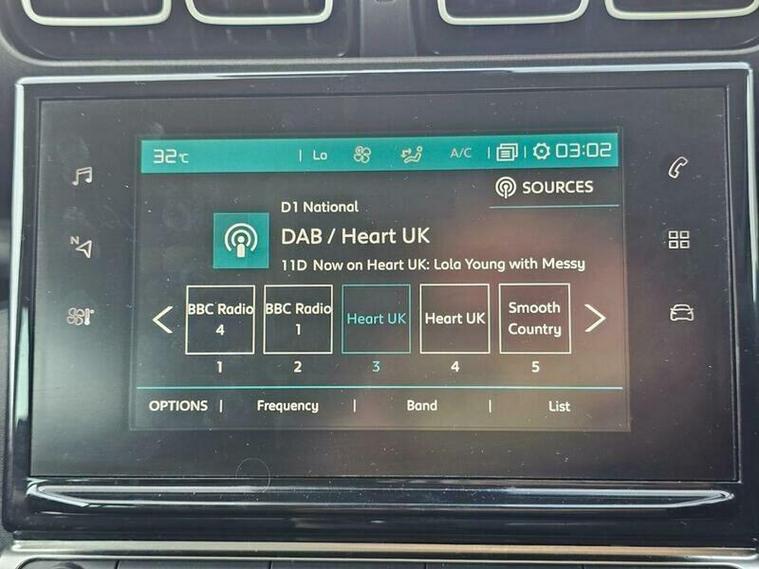 32°C | Lo A/C | | 03:02
SOURCES
D1 National
DAB / Heart UK
11D Now on Heart UK: Lola Young with Messy
N
BBC Radio 4
BBC Radio 1
Heart UK
Heart UK
Smooth Country
1 2 3 4 5
OPTIONS | Frequency | Band | List